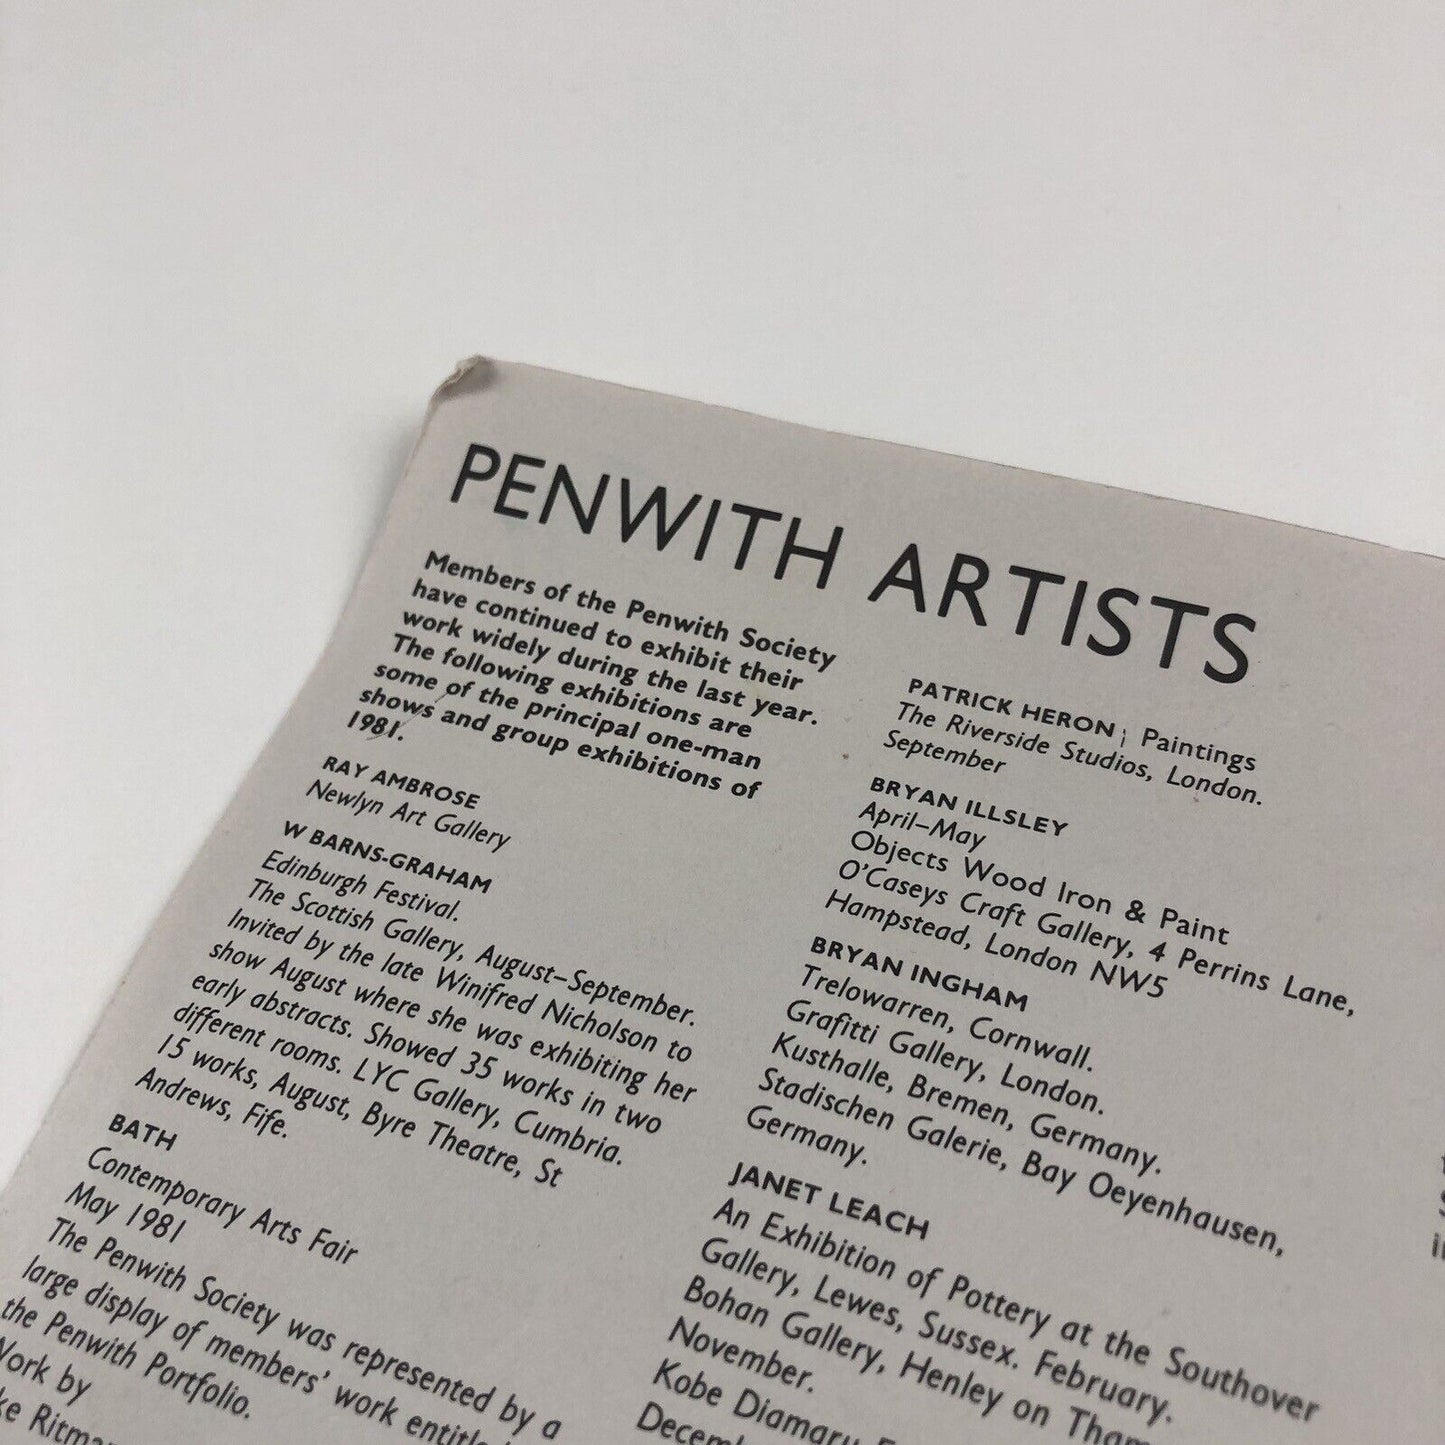 PENWITH ARTISTS
Members of the Penwith Society
have continued to exhibit their
work widely during the last year.
The following exhibitions are
some of the principal one-man
shows and group exhibitions of
1981.
RAY AMBROSE
Newlyn Art Gallery
W BARNS-GRAHAM
Edinburgh Festival.
The Scottish Gallery, August–September.
Invited by the late Winifred Nicholson to
show August where she was exhibiting her
early abstracts. Showed 35 works in two
different rooms. LYC Gallery, Cumbria.
15 works, August, Byre Theatre, St
Andrews, Fife.
BATH
Contemporary Arts Fair
May 1981
The Penwith Society was represented by a
large display of members' work
the Penwith Portfolio.
Work by
PATRICK HERON; Paintings
The Riverside Studios, London.
September
BRYAN ILLSLEY
April–May
Objects Wood Iron & Paint
O'Caseys Craft Gallery, 4 Perrins Lane,
Hampstead, London NW5
BRYAN INGHAM
Trelowarren, Cornwall.
Grafitti Gallery, London.
Kusthalle, Bremen, Germany.
Stadischen Galerie, Bay Oeyenhausen,
Germany.
JANET LEACH
An Exhibition of Pottery at the Southover
Gallery, Lewes, Sussex. February.
Bohan Gallery, Henley on
November.
Kobe